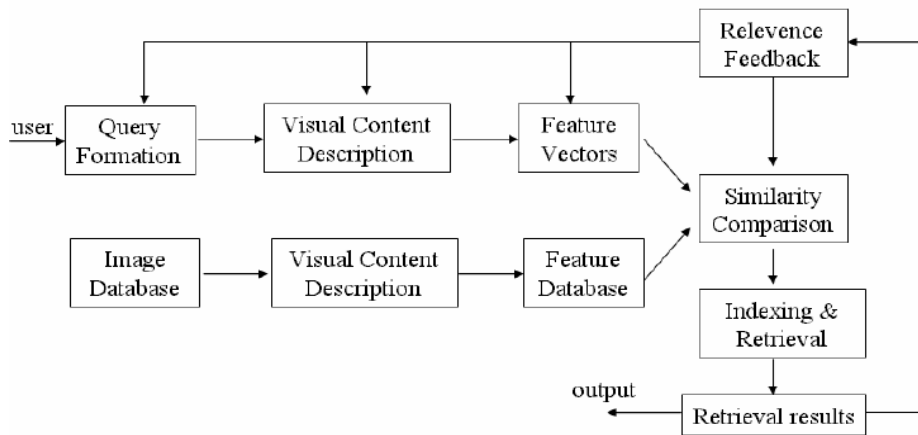 Relevence
Feedback
user
Query
Formation
Visual Content
Description
Feature
Vectors
Similarity
Comparison
Image
Database
Visual Content
Description
Feature
Database
Indexing &
Retrieval
output
Retrieval results